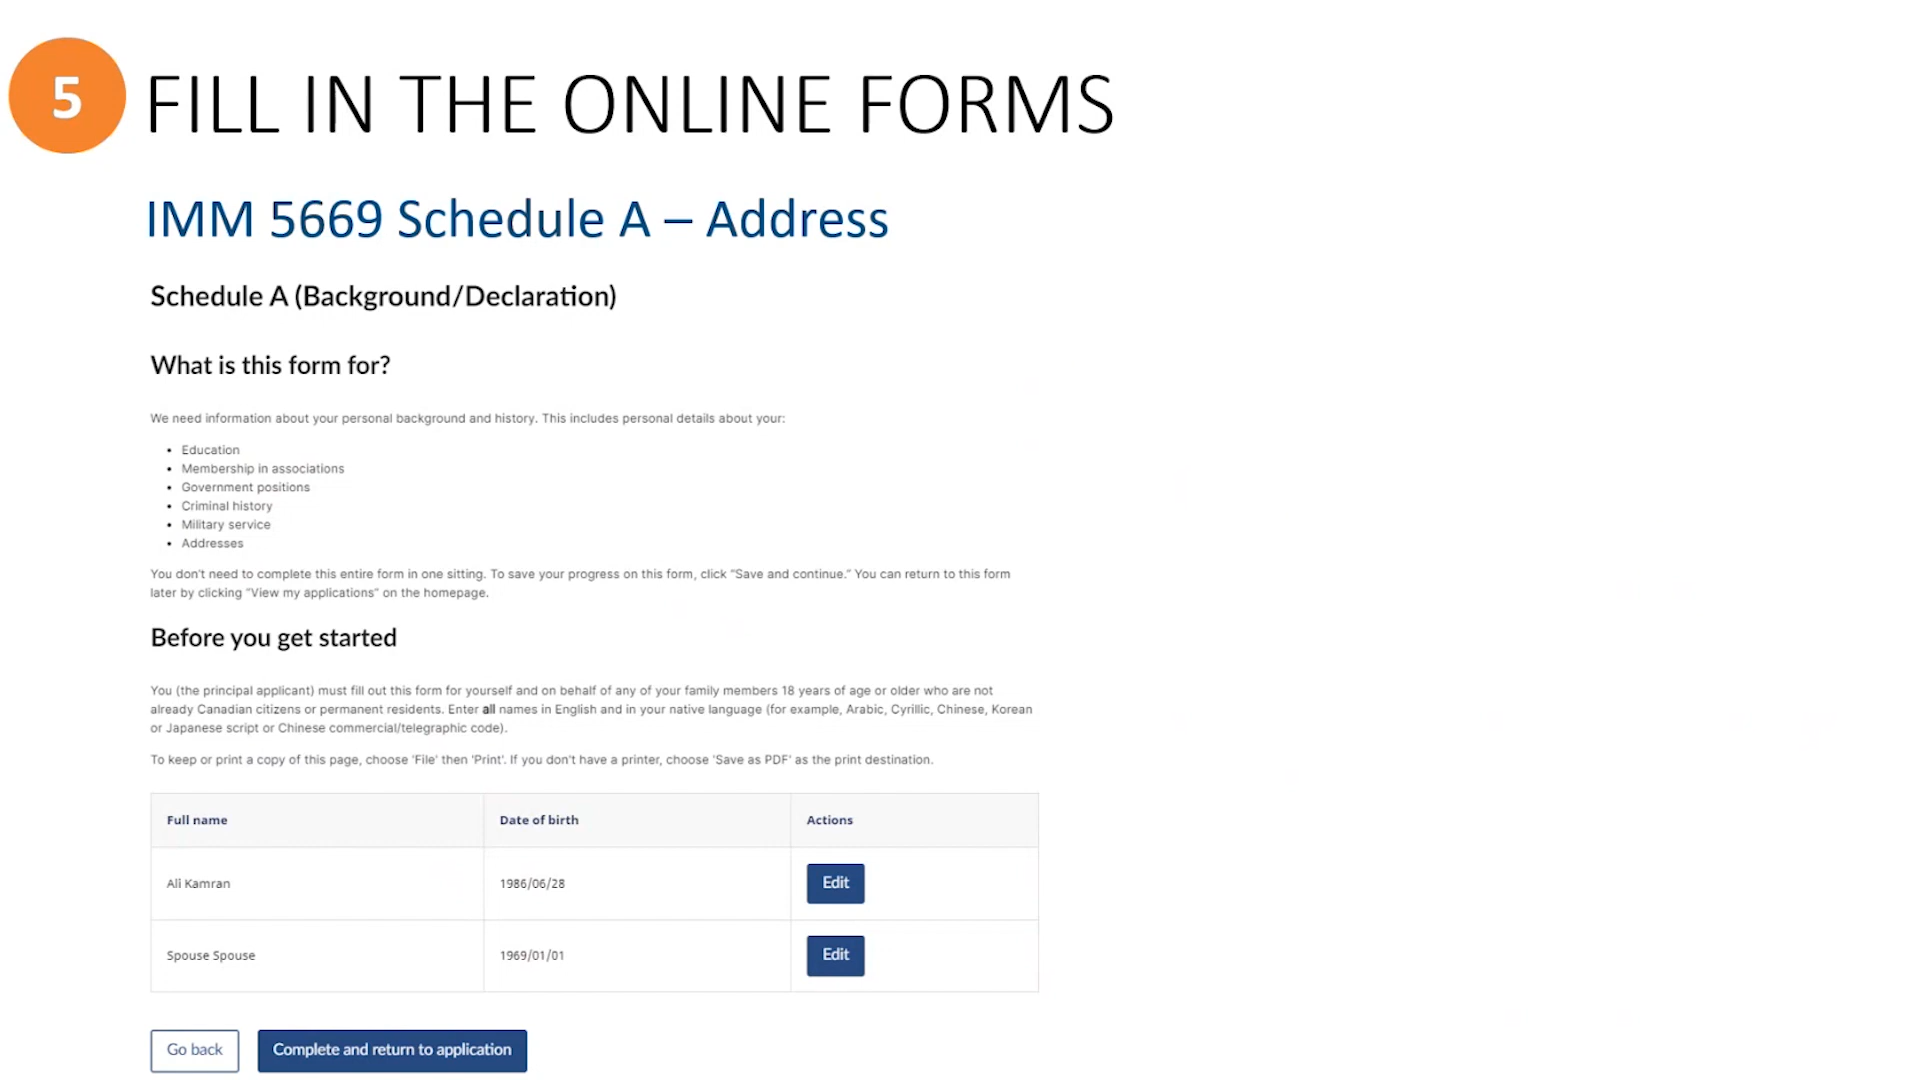 5
FILL IN THE ONLINE FORMS
IMM 5669 Schedule A – Address
Schedule A (Background/Declaration)
What is this form for?
We need information about your personal background and history. This includes personal details about your:
• Education
• Membership in associations
• Government positions
• Criminal history
• Military service
• Addresses
You don't need to complete this entire form in one sitting. To save your progress on this form, click "Save and continue." You can return to this form
later by clicking "View my applications" on the homepage.
Before you get started
You (the principal applicant) must fill out this form for yourself and on behalf of any of your family members 18 years of age or older who are not
already Canadian citizens or permanent residents. Enter all names in English and in your native language (for example, Arabic, Cyrillic, Chinese, Korean
or Japanese script or Chinese commercial/telegraphic code).
To keep or print a copy of this page, choose 'File' then 'Print'. If you don't have a printer, choose 'Save as PDF' as the print destination.
Full name Date of birth Actions
Ali Kamran 1986/06/28 Edit
Spouse Spouse 1969/01/01 Edit
Go back Complete and return to application